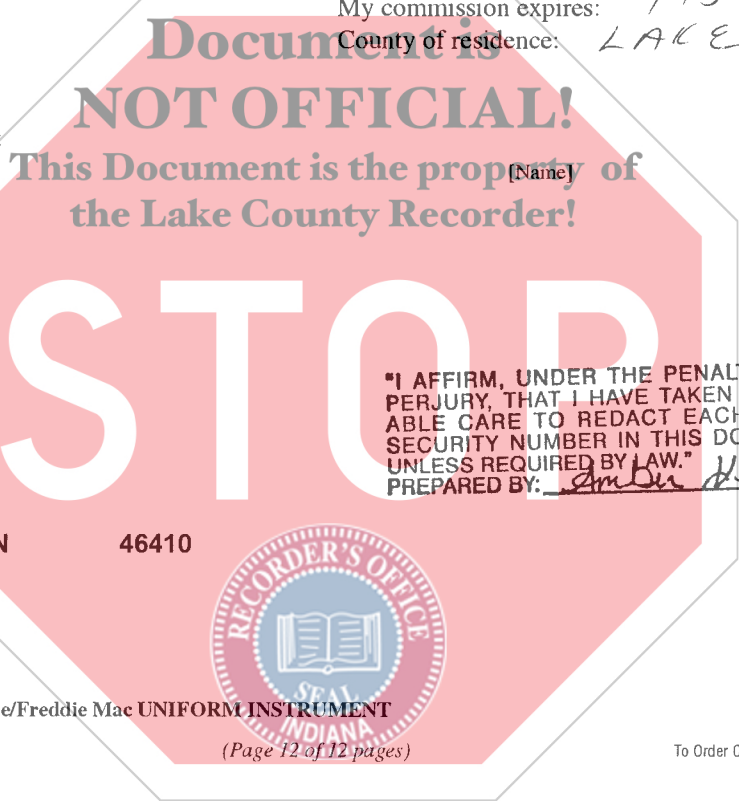 My commission expires:
Document is
County of residence: LAKE
NOT OFFICIAL!
This Document is the property of
[Name]
the Lake County Recorder!
STOP
"I AFFIRM, UNDER THE PENAL
PERJURY, THAT I HAVE TAKEN
ABLE CARE TO REDACT EACH
SECURITY NUMBER IN THIS DO
UNLESS REQUIRED BY LAW."
PREPARED BY: Amber
N 46410
RECORDER'S OFFICE
SEAL
INDIANA
e/Freddie Mac UNIFORM INSTRUMENT
(Page 12 of 12 pages)
To Order C